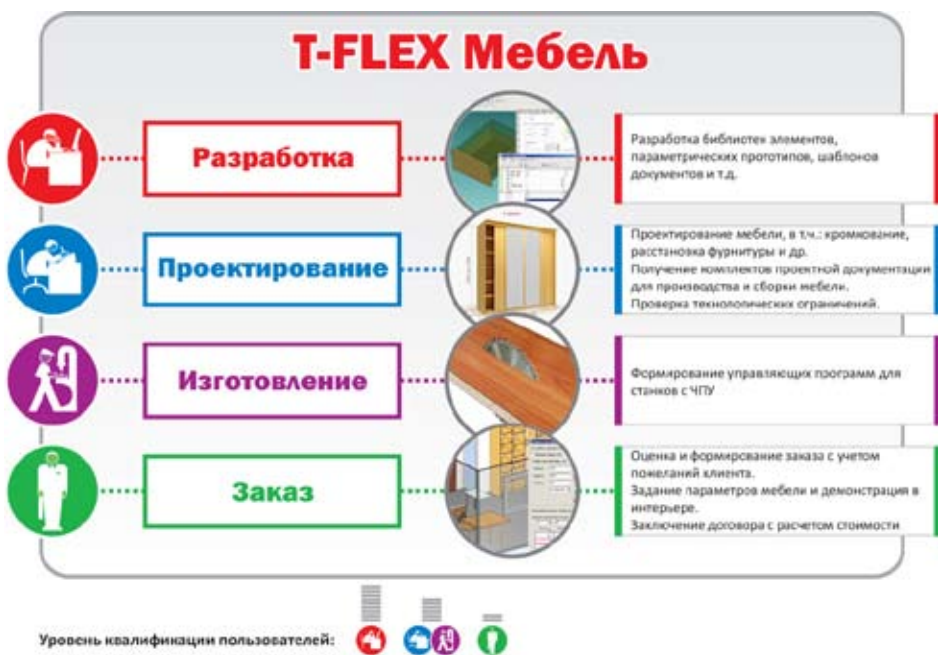 T-FLEX Мебель
Разработка
Разработка библиотек элементов,
параметрических прототипов, шаблонов
документов и т.д.
Проектирование
Проектирование мебели, в т.ч.: кромкование,
расстановка фурнитуры и др.
Получение комплектов проектной документации
для производства и сборки мебели.
Проверка технологических ограничений.
Изготовление
Формирование управляющих программ для
станков с ЧПУ
Заказ
Оценка и формирование заказа с учетом
пожеланий клиента.
Задание параметров мебели и демонстрация в
интерьере.
Заключение договора с расчетом стоимости
Уровень квалификации пользователей: